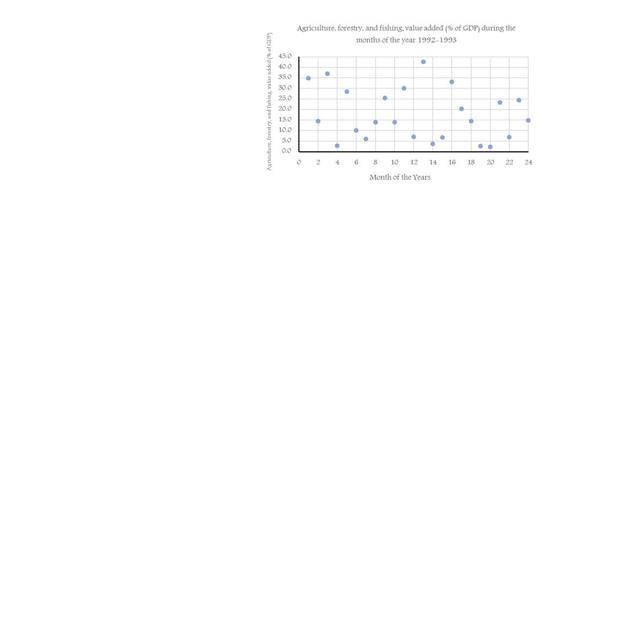 Agriculture, forestry, and fishing, value added (% of GDP) during the
months of the year 1992-1993
Agriculture, forestry, and fishing, value added (% of GDP)
45.0
40.0
35.0
30.0
25.0
20.0
15.0
10.0
5.0
0.0
0 2 4 6 8 10 12 14 16 18 20 22 24
Month of the Years